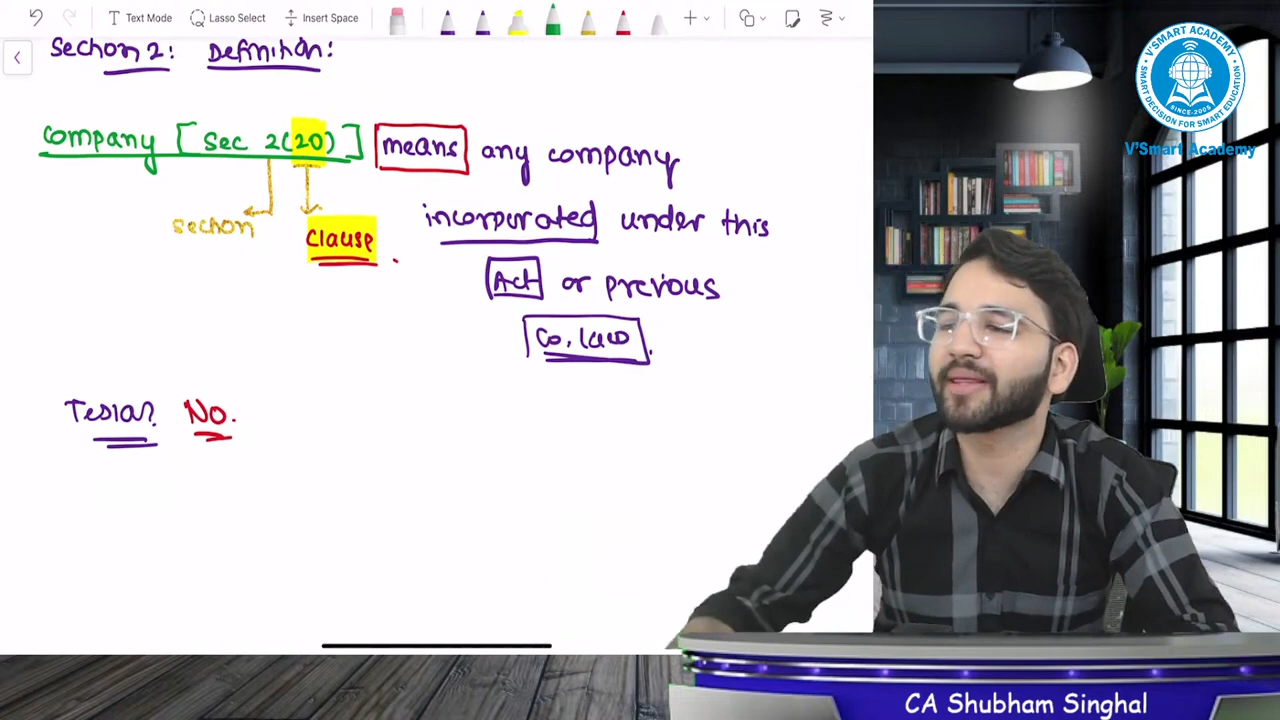 Text Mode Lasso Select Insert Space
Section 2: Definition:
company [ Sec 2(20) ] means any company
incorporated under this
Act or previous
Co. law.
section
Clause
Tesla? No.
V'SMART ACADEMY
SMART DECISION FOR SMART EDUCATION
SINCE-2005
V'Smart Academy
CA Shubham Singhal